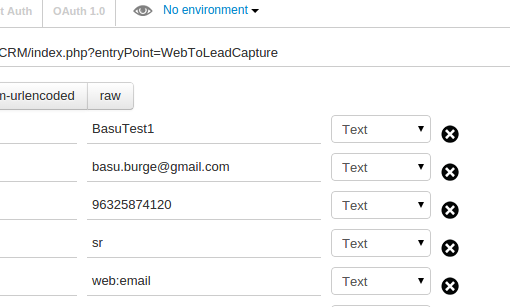 t Auth OAuth 1.0 No environment
CRM/index.php?entryPoint=WebToLeadCapture
m-urlencoded raw
BasuTest1 Text
basu.burge@gmail.com Text
96325874120 Text
sr Text
web:email Text